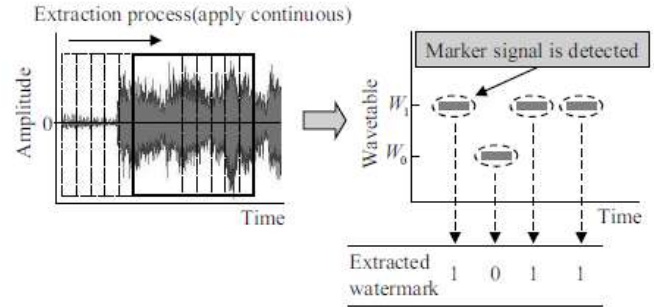 Extraction process(apply continuous)
Amplitude
0
Time
Marker signal is detected
Wavetable
W1
W0
Time
Extracted watermark 1 0 1 1